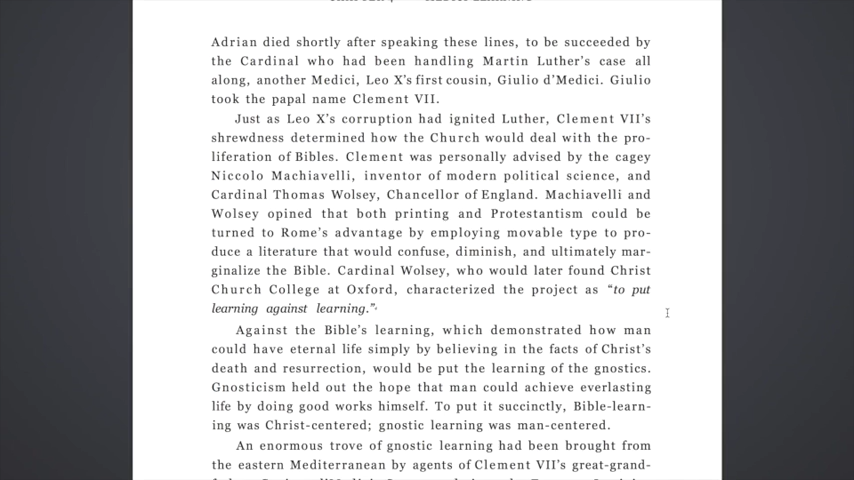 Adrian died shortly after speaking these lines, to be succeeded by
the Cardinal who had been handling Martin Luther's case all
along, another Medici, Leo X's first cousin, Giulio d'Medici. Giulio
took the papal name Clement VII.
Just as Leo X's corruption had ignited Luther, Clement VII's
shrewdness determined how the Church would deal with the pro-
liferation of Bibles. Clement was personally advised by the cagey
Niccolo Machiavelli, inventor of modern political science, and
Cardinal Thomas Wolsey, Chancellor of England. Machiavelli and
Wolsey opined that both printing and Protestantism could be
turned to Rome's advantage by employing movable type to pro-
duce a literature that would confuse, diminish, and ultimately mar-
ginalize the Bible. Cardinal Wolsey, who would later found Christ
Church College at Oxford, characterized the project as “to put
learning against learning.”
Against the Bible's learning, which demonstrated how man
could have eternal life simply by believing in the facts of Christ's
death and resurrection, would be put the learning of the gnostics.
Gnosticism held out the hope that man could achieve everlasting
life by doing good works himself. To put it succinctly, Bible-learn-
ing was Christ-centered; gnostic learning was man-centered.
An enormous trove of gnostic learning had been brought from
the eastern Mediterranean by agents of Clement VII's great-grand-